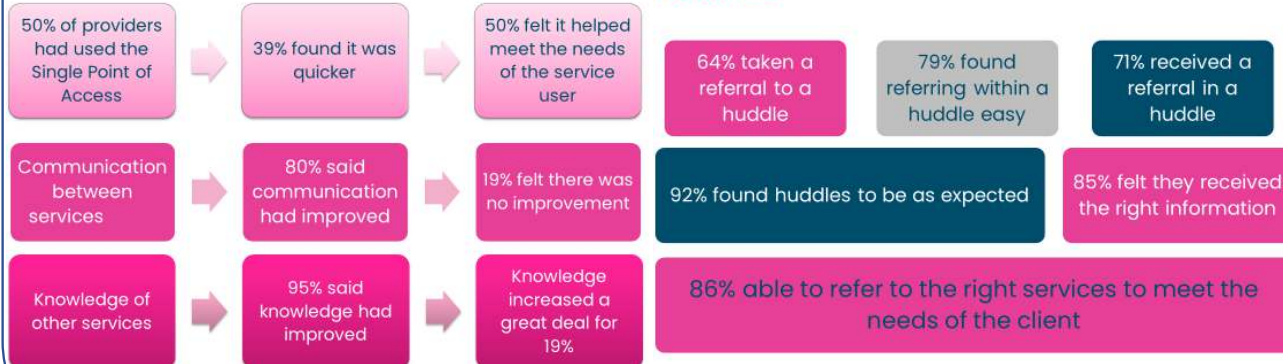 50% of providers
had used the
Single Point of
Access
39% found it was
quicker
50% felt it helped
meet the needs
of the service
user
Communication
between
services
80% said
communication
had improved
19% felt there was
no improvement
Knowledge of
other services
95% said
knowledge had
improved
Knowledge
increased a
great deal for
19%
64% taken a
referral to a
huddle
79% found
referring within a
huddle easy
71% received a
referral in a
huddle
92% found huddles to be as expected
85% felt they received
the right information
86% able to refer to the right services to meet the
needs of the client